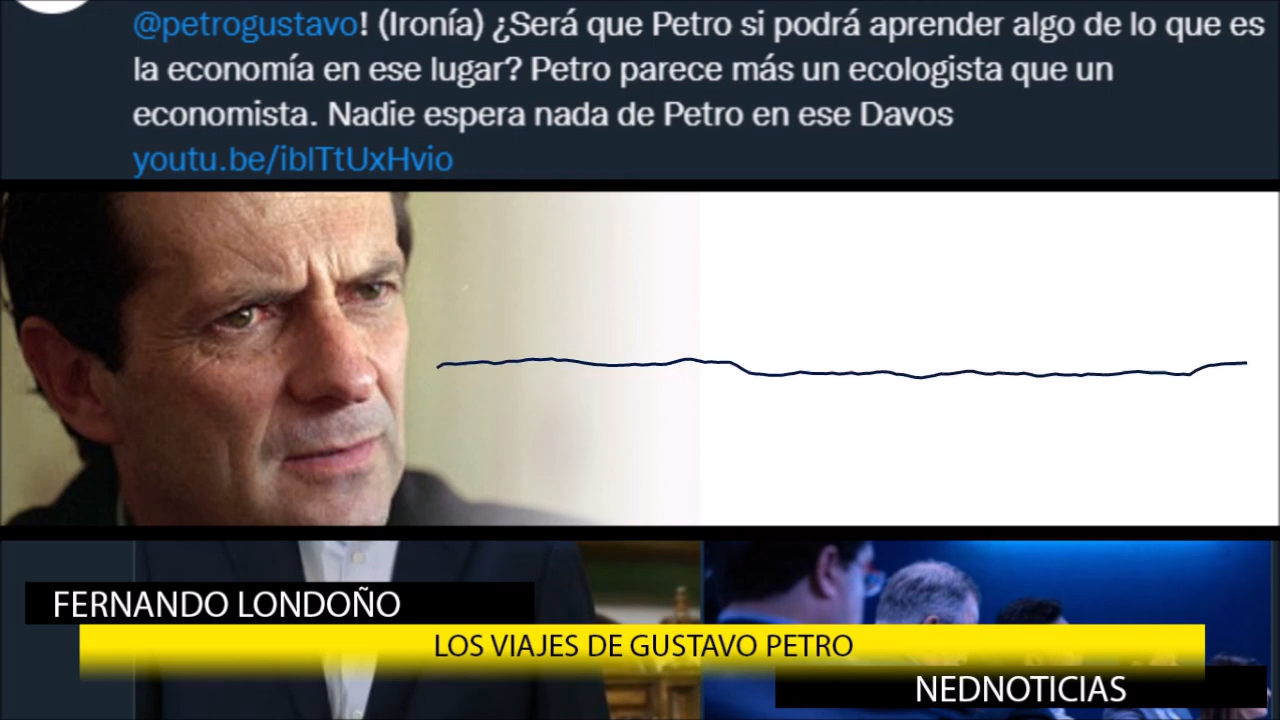 @petrogustavo! (Ironía) ¿Será que Petro si podrá aprender algo de lo que es
la economía en ese lugar? Petro parece más un ecologista que un
economista. Nadie espera nada de Petro en ese Davos
youtu.be/ibITtUxHvio
FERNANDO LONDOÑO
LOS VIAJES DE GUSTAVO PETRO
NEDNOTICIAS